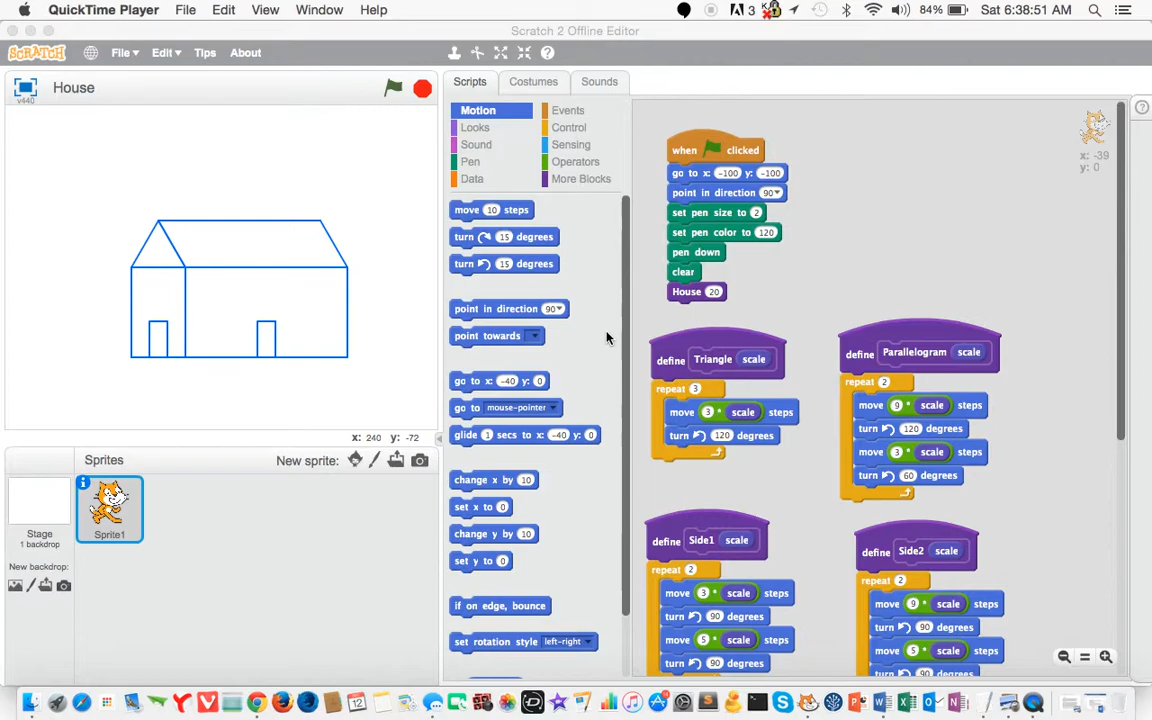 QuickTime Player File Edit View Window Help
3 84% Sat 6:38:51 AM
Scratch 2 Offline Editor
SCRATCH File Edit Tips About
House
v440
x: 240 y: -72
Sprites New sprite:
Stage
1 backdrop
New backdrop:
Sprite1
Scripts Costumes Sounds
Motion Events
Looks Control
Sound Sensing
Pen Operators
Data More Blocks
move 10 steps
turn 15 degrees
turn 15 degrees
point in direction 90
point towards
go to x: -40 y: 0
go to mouse-pointer
glide 1 secs to x: -40 y: 0
change x by 10
set x to 0
change y by 10
set y to 0
if on edge, bounce
set rotation style left-right
x: -39
y: 0
when clicked
go to x: -100 y: -100
point in direction 90
set pen size to 2
set pen color to 120
pen down
clear
House 20
define Triangle scale
repeat 3
move 3 * scale steps
turn 120 degrees
define Parallelogram scale
repeat 2
move 9 * scale steps
turn 120 degrees
move 3 * scale steps
turn 60 degrees
define Side1 scale
repeat 2
move 3 * scale steps
turn 90 degrees
move 5 * scale steps
turn 90 degrees
define Side2 scale
repeat 2
move 9 * scale steps
turn 90 degrees
move 5 * scale steps
turn 90 degrees